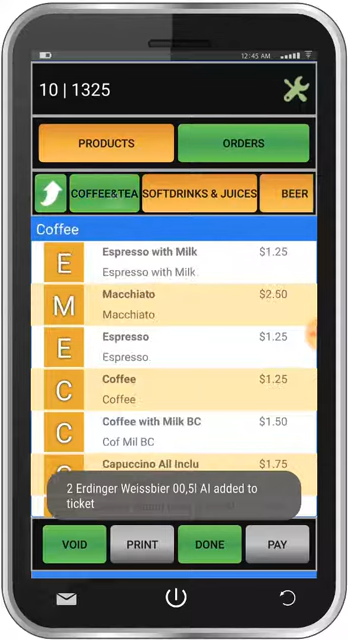 12:45 AM
10 | 1325
PRODUCTS
ORDERS
COFFEE&TEA
SOFTDRINKS & JUICES
BEER
Coffee
E
Espresso with Milk
$1.25
Espresso with Milk
M
Macchiato
$2.50
Macchiato
E
Espresso
$1.25
Espresso
C
Coffee
$1.25
Coffee
C
Coffee with Milk BC
$1.50
Cof Mil BC
C
Capuccino All Inclu
$1.75
2 Erdinger Weissbier 00,5l Al added to
ticket
VOID
PRINT
DONE
PAY